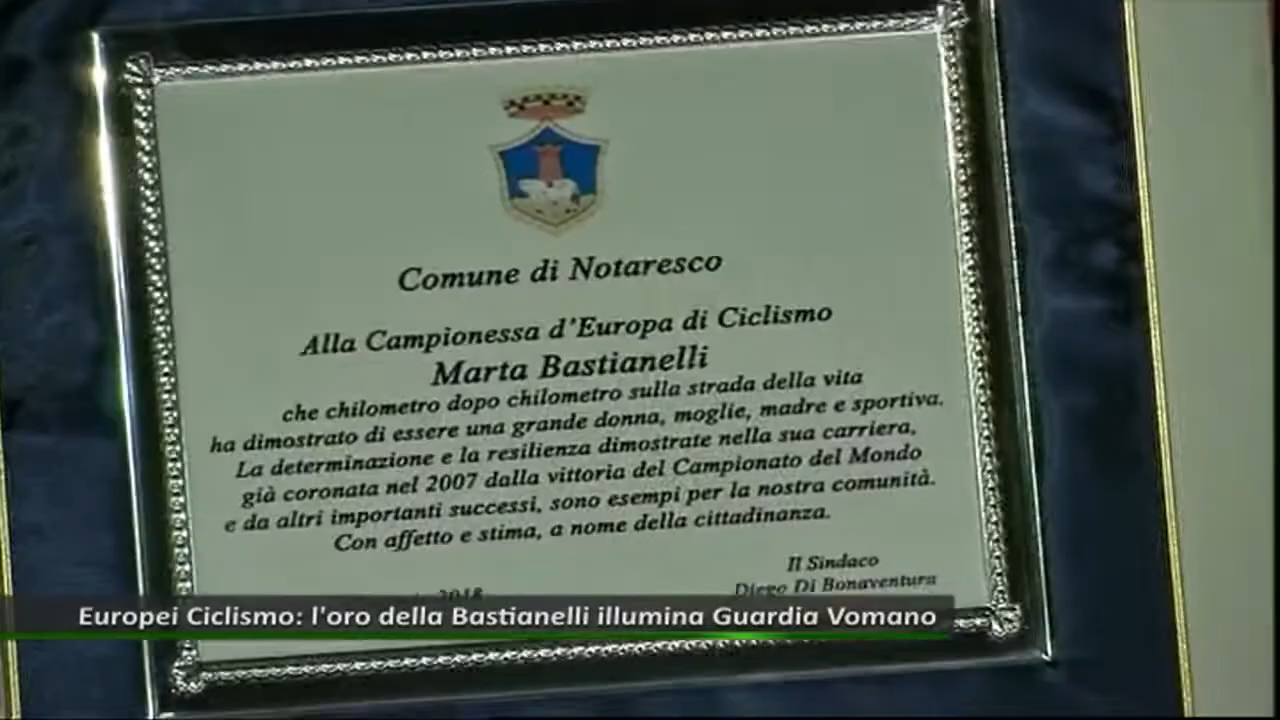 Comune di Notaresco
Alla Campionessa d'Europa di Ciclismo
Marta Bastianelli
che chilometro dopo chilometro sulla strada della vita
ha dimostrato di essere una grande donna, moglie, madre e sportiva.
La determinazione e la resilienza dimostrate nella sua carriera,
già coronata nel 2007 dalla vittoria del Campionato del Mondo
e da altri importanti successi, sono esempi per la nostra comunità.
Con affetto e stima, a nome della cittadinanza.
Il Sindaco
2018
Diego Di Bonaventura
Europei Ciclismo: l'oro della Bastianelli illumina Guardia Vomano